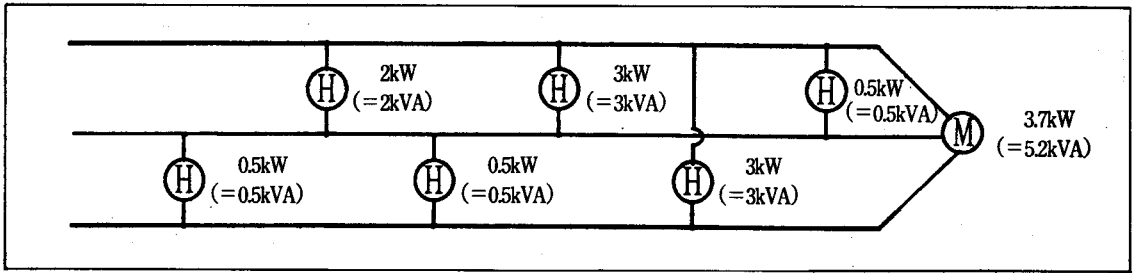 H 2kW
(=2kVA)
H 3kW
(=3kVA)
H 0.5kW
(=0.5kVA)
M 3.7kW
(=5.2kVA)
H 0.5kW
(=0.5kVA)
H 0.5kW
(=0.5kVA)
H 3kW
(=3kVA)